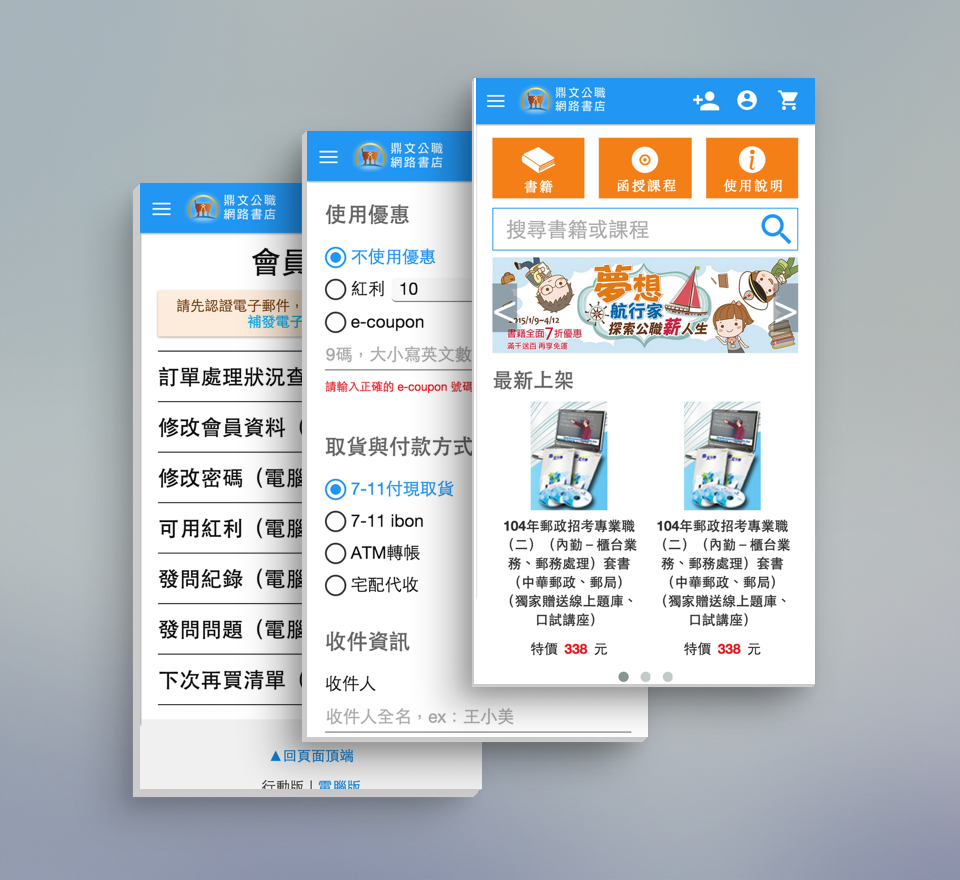 鼎文公職
網路書店
會員
請先認證電子郵件，
補發電子
訂單處理狀況查
修改會員資料（
修改密碼（電腦
可用紅利（電腦
發問紀錄（電腦
發問問題（電腦
下次再買清單（
▲回頁面頂端
行動版 | 電腦版
鼎文公職
網路書店
使用優惠
不使用優惠
紅利 10
e-coupon
9碼，大小寫英文數
請輸入正確的 e-coupon 號碼
取貨與付款方式
7-11付現取貨
7-11 ibon
ATM轉帳
宅配代收
收件資訊
收件人
收件人全名，ex：王小美
鼎文公職
網路書店
書籍 函授課程 使用說明
搜尋書籍或課程
夢想
航行家
探索公職薪人生
2015/1/9~4/12
書籍全面7折優惠
滿千送百 再享免運
最新上架
104年郵政招考專業職
（二）（內勤－櫃台業
務、郵務處理）套書
（中華郵政、郵局）
（獨家贈送線上題庫、
口試講座）
特價 338 元
104年郵政招考專業職
（二）（內勤－櫃台業
務、郵務處理）套書
（中華郵政、郵局）
（獨家贈送線上題庫、
口試講座）
特價 338 元